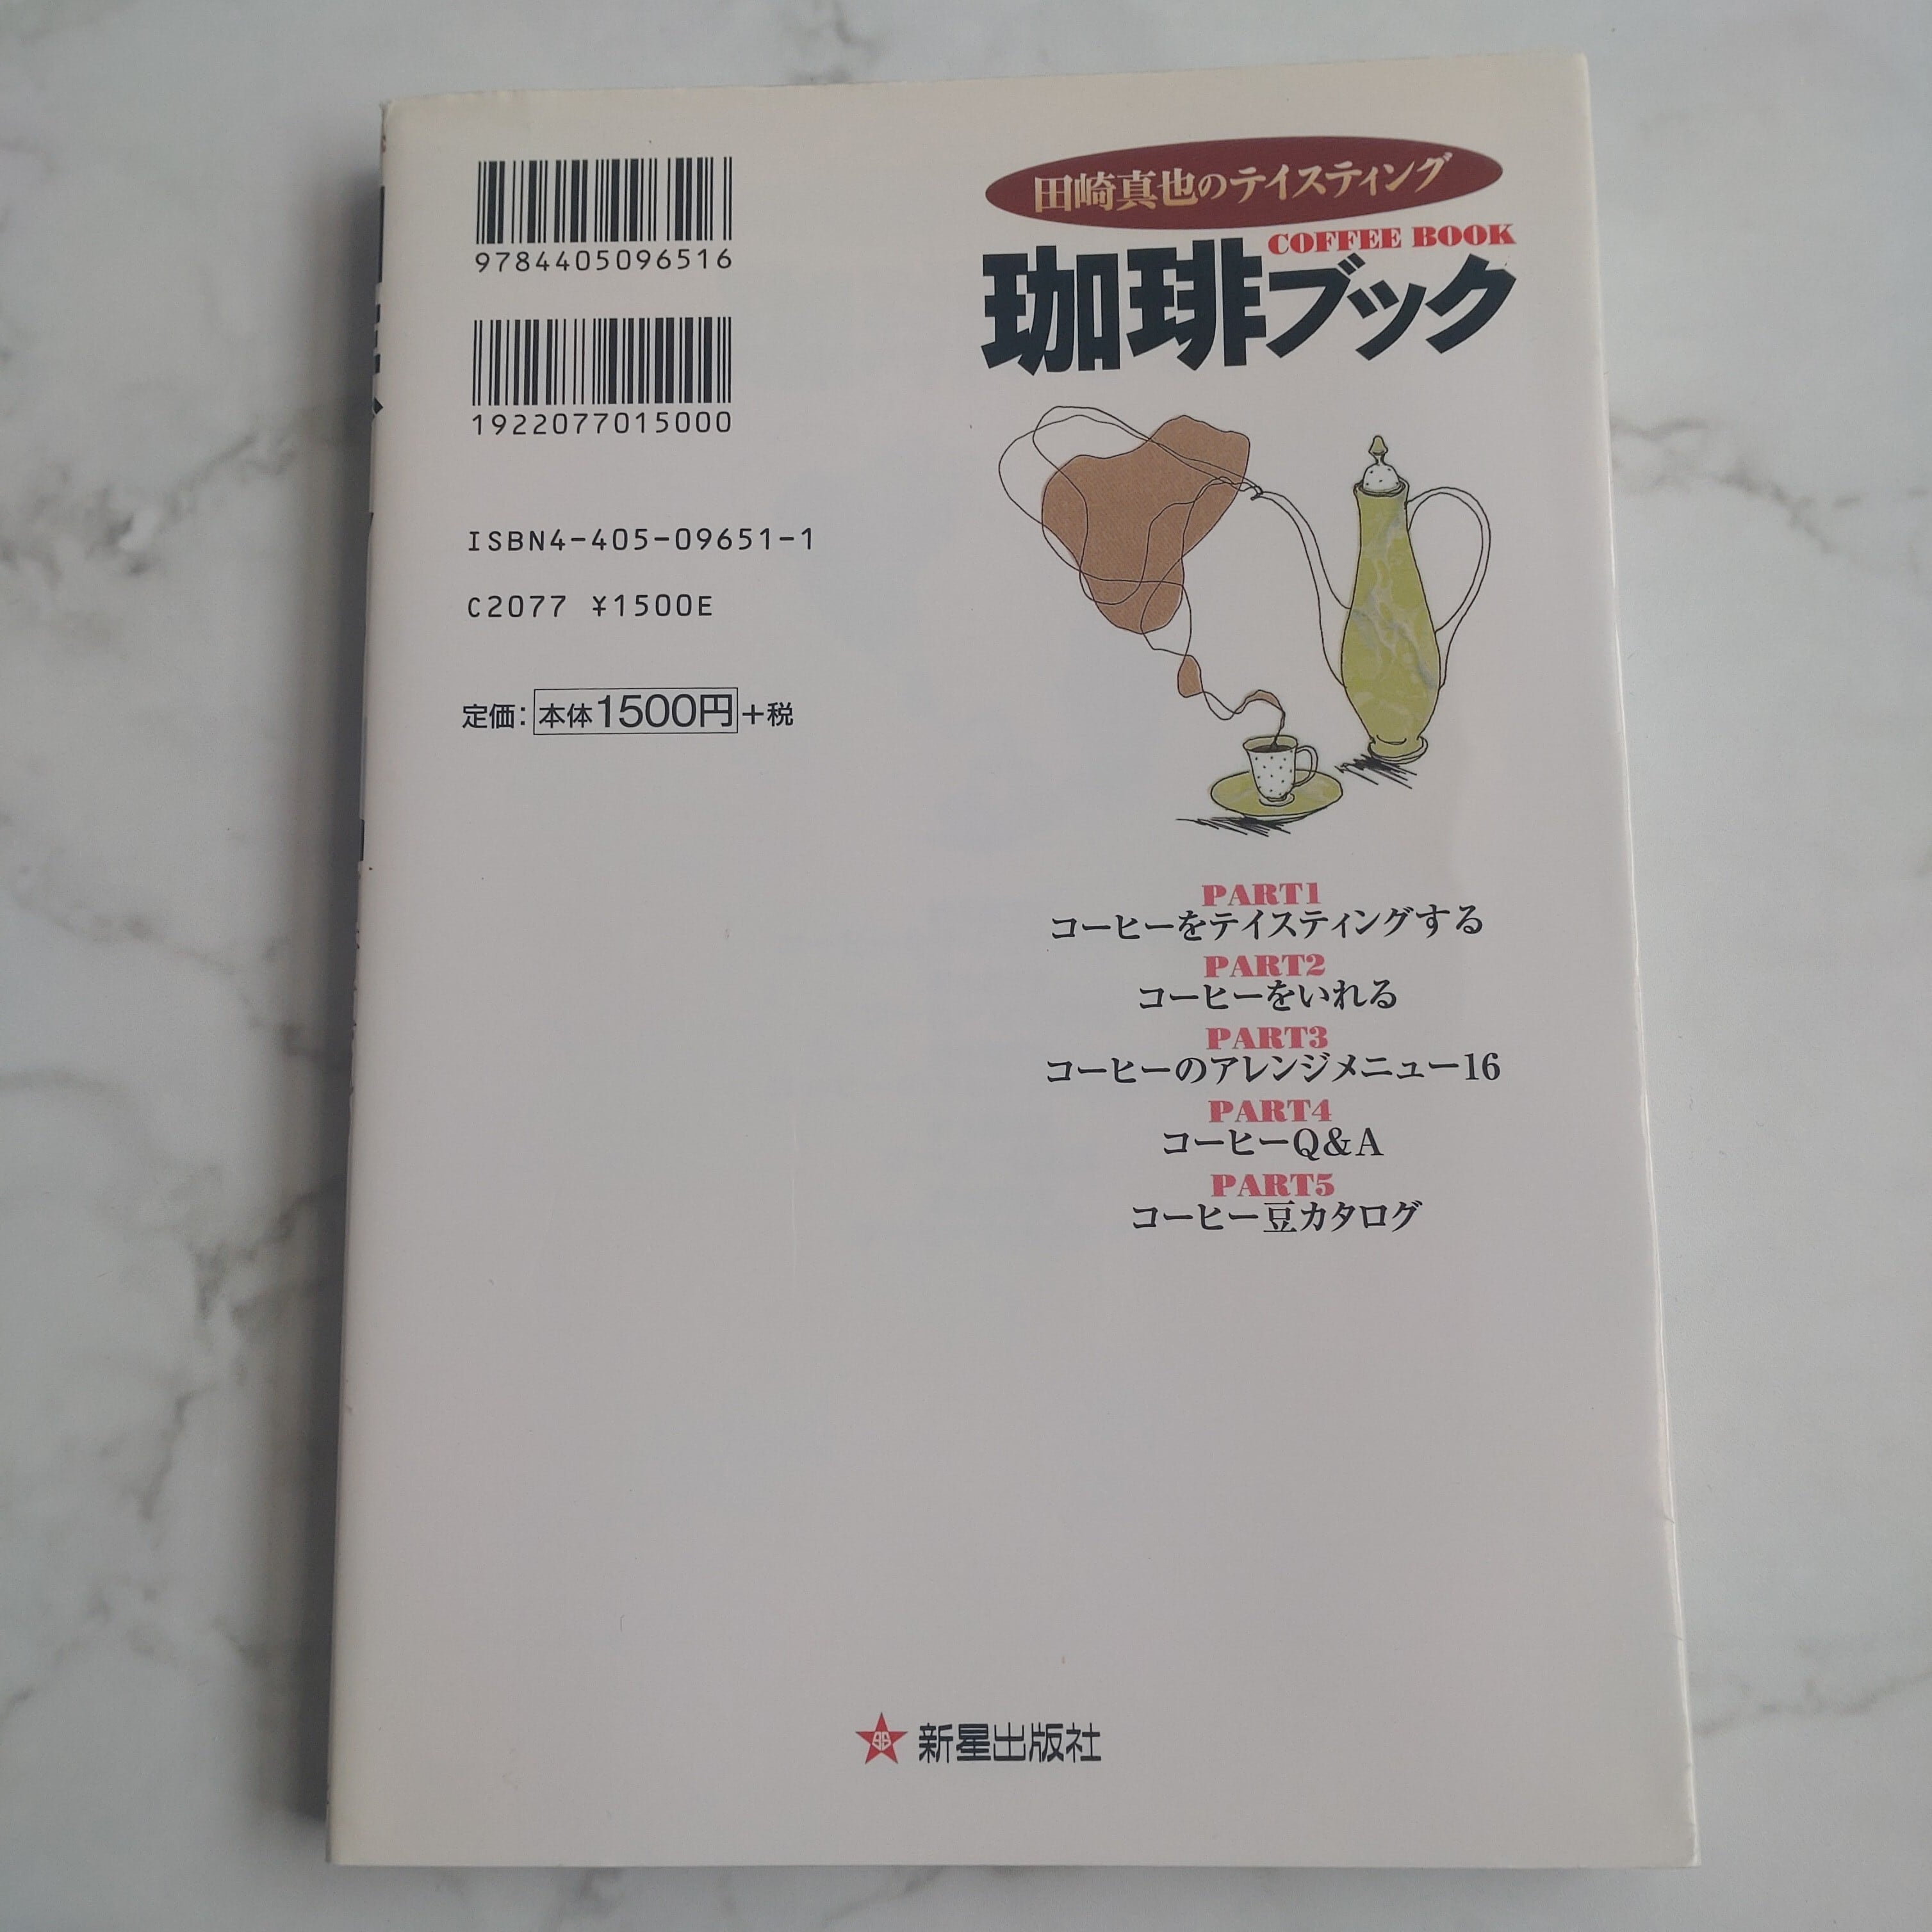 9784405096516
1922077015000
ISBN4-405-09651-1
C2077 ¥1500E
定価：本体1500円+税
田崎真也のテイスティング
COFFEE BOOK
珈琲ブック
PART1
コーヒーをテイスティングする
PART2
コーヒーをいれる
PART3
コーヒーのアレンジメニュー16
PART4
コーヒーQ&A
PART5
コーヒー豆カタログ
新星出版社